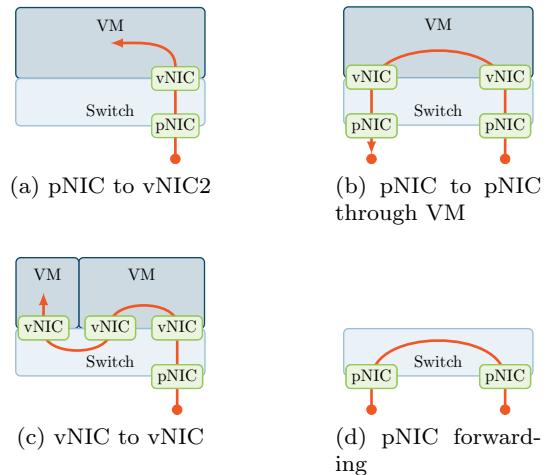 VM
vNIC
Switch
pNIC
(a) pNIC to vNIC2
VM
vNIC vNIC
Switch
pNIC pNIC
(b) pNIC to pNIC
through VM
VM VM
vNIC vNIC vNIC
Switch
pNIC
(c) vNIC to vNIC
Switch
pNIC pNIC
(d) pNIC forward-
ing